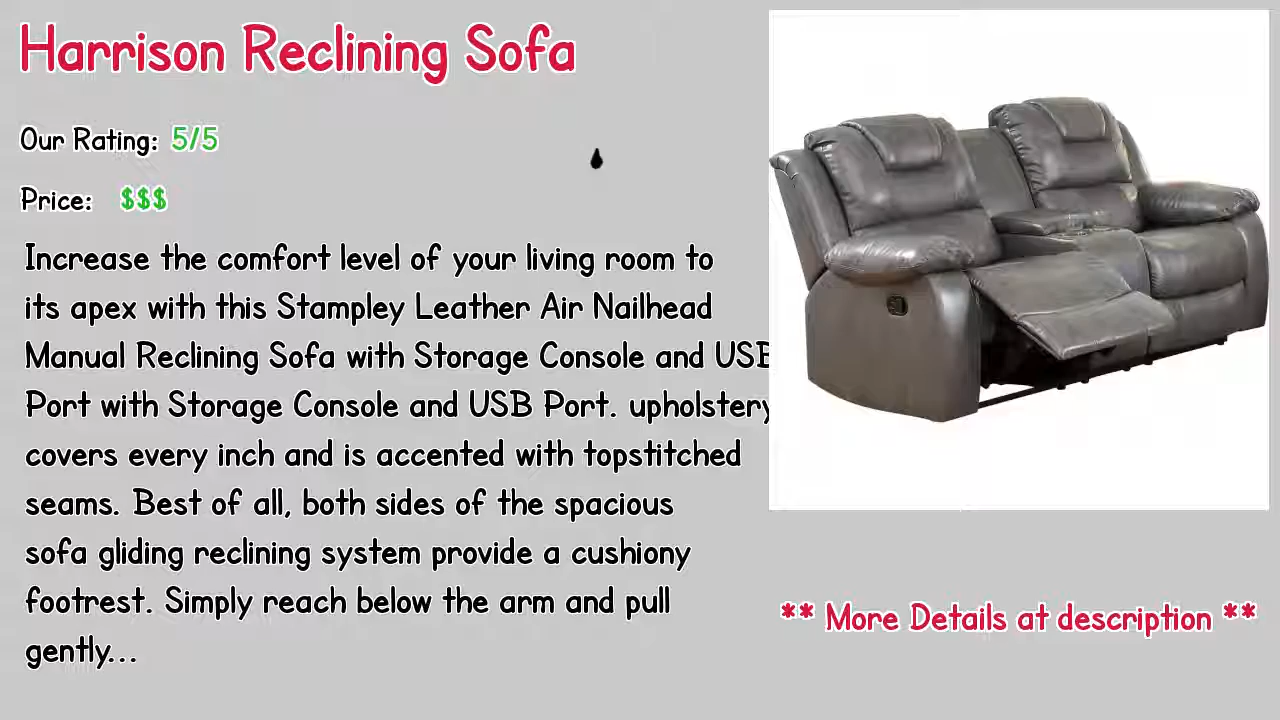 Harrison Reclining Sofa
Our Rating: 5/5
Price: $$$
Increase the comfort level of your living room to
its apex with this Stampley Leather Air Nailhead
Manual Reclining Sofa with Storage Console and USB
Port with Storage Console and USB Port. upholstery
covers every inch and is accented with topstitched
seams. Best of all, both sides of the spacious
sofa gliding reclining system provide a cushiony
footrest. Simply reach below the arm and pull
gently...
** More Details at description **